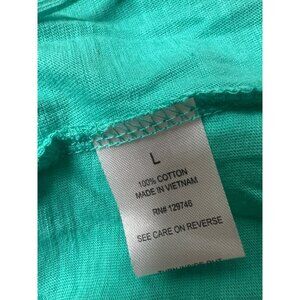 L
100% COTTON
MADE IN VIETNAM
RN# 129746
SEE CARE ON REVERSE